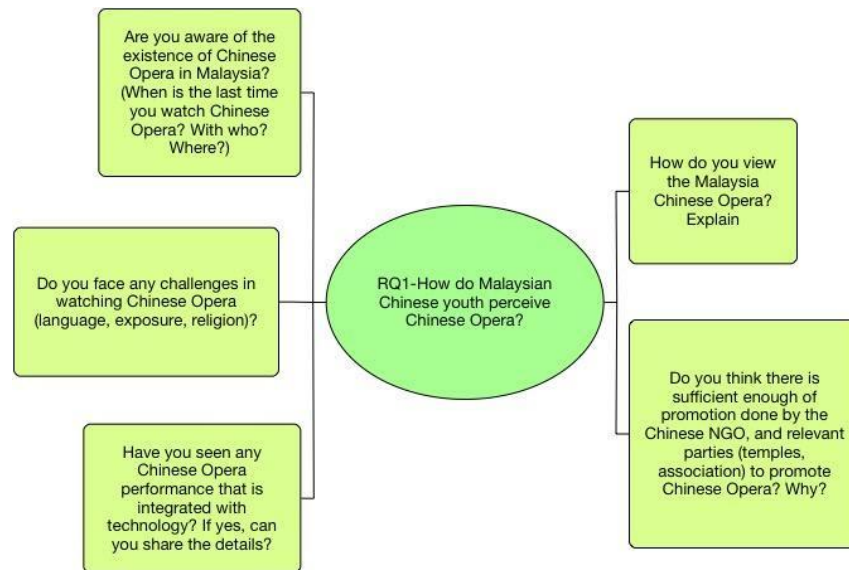 Are you aware of the
existence of Chinese
Opera in Malaysia?
(When is the last time
you watch Chinese
Opera? With who?
Where?)
Do you face any challenges in
watching Chinese Opera
(language, exposure, religion)?
Have you seen any
Chinese Opera
performance that is
integrated with
technology? If yes, can
you share the details?
RQ1-How do Malaysian
Chinese youth perceive
Chinese Opera?
How do you view
the Malaysia
Chinese Opera?
Explain
Do you think there is
sufficient enough of
promotion done by the
Chinese NGO, and relevant
parties (temples,
association) to promote
Chinese Opera? Why?